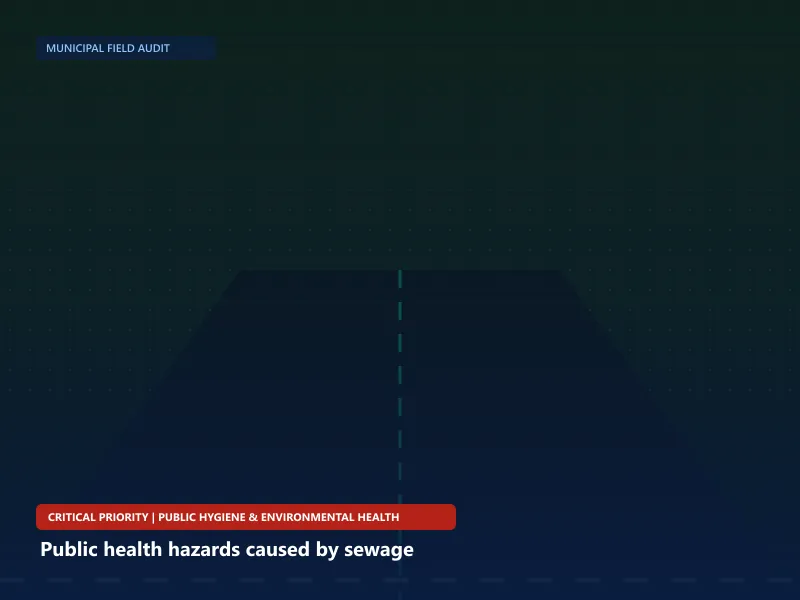 MUNICIPAL FIELD AUDIT
CRITICAL PRIORITY | PUBLIC HYGIENE & ENVIRONMENTAL HEALTH
Public health hazards caused by sewage